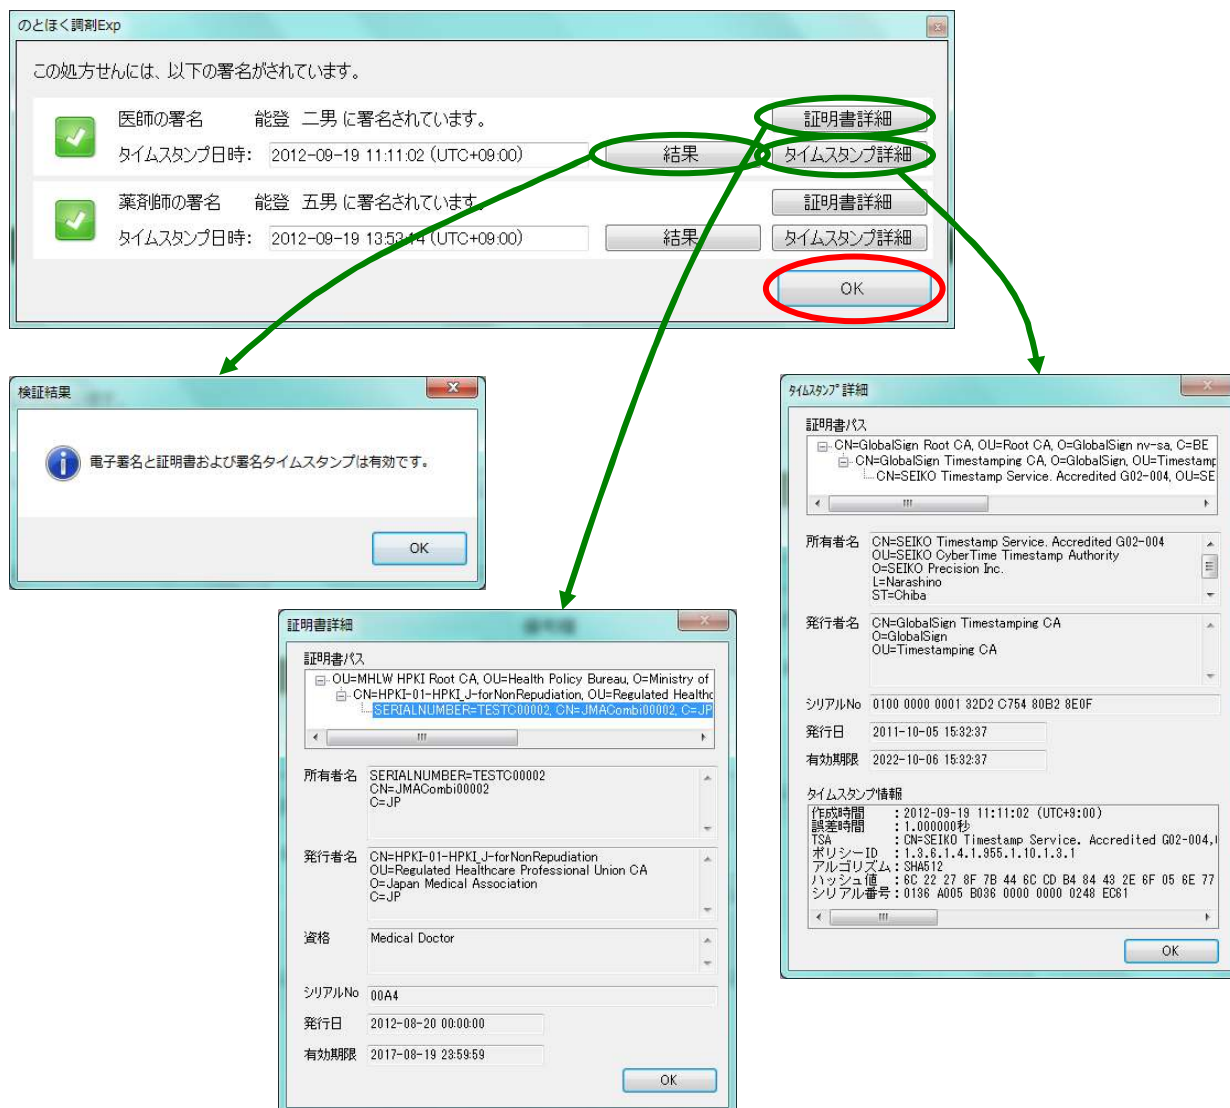 のとほく調剤Exp
この処方せんには、以下の署名がされています。
医師の署名 能登 二男 に署名されています。 証明書詳細
タイムスタンプ日時: 2012-09-19 11:11:02 (UTC+09:00) 結果 タイムスタンプ詳細
薬剤師の署名 能登 五男 に署名されています。 証明書詳細
タイムスタンプ日時: 2012-09-19 13:53:14 (UTC+09:00) 結果 タイムスタンプ詳細
OK
検証結果
電子署名と証明書および署名タイムスタンプは有効です。
OK
証明書詳細
証明書パス
OU=MHLW HPKI Root CA, OU=Health Policy Bureau, O=Ministry of
CN=HPKI-01-HPKI_J-forNonRepudiation, OU=Regulated Healthc
SERIALNUMBER=TESTC00002, CN=JMACombi00002, C=JP
所有者名 SERIALNUMBER=TESTC00002
CN=JMACombi00002
C=JP
発行者名 CN=HPKI-01-HPKI_J-forNonRepudiation
OU=Regulated Healthcare Professional Union CA
O=Japan Medical Association
C=JP
資格 Medical Doctor
シリアルNo 00A4
発行日 2012-08-20 00:00:00
有効期限 2017-08-19 23:59:59
OK
ﾀｲﾑｽﾀﾝﾌﾟ詳細
証明書パス
CN=GlobalSign Root CA, OU=Root CA, O=GlobalSign nv-sa, C=BE
CN=GlobalSign Timestamping CA, O=GlobalSign, OU=Timestamp
CN=SEIKO Timestamp Service. Accredited G02-004, OU=SE
所有者名 CN=SEIKO Timestamp Service. Accredited G02-004
OU=SEIKO CyberTime Timestamp Authority
O=SEIKO Precision Inc.
L=Narashino
ST=Chiba
発行者名 CN=GlobalSign Timestamping CA
O=GlobalSign
OU=Timestamping CA
シリアルNo 0100 0000 0001 32D2 C754 80B2 8E0F
発行日 2011-10-05 15:32:37
有効期限 2022-10-06 15:32:37
タイムスタンプ情報
作成時間 :2012-09-19 11:11:02 (UTC+9:00)
誤差時間 :1.000000秒
TSA :CN=SEIKO Timestamp Service. Accredited G02-004,
ポリシーID :1.3.6.1.4.1.955.1.10.1.3.1
アルゴリズム:SHA512
ハッシュ値 :6C 22 27 8F 7B 44 6C CD B4 84 43 2E 6F 05 6E 77
シリアル番号:0136 A005 B036 0000 0000 0248 EC61
OK